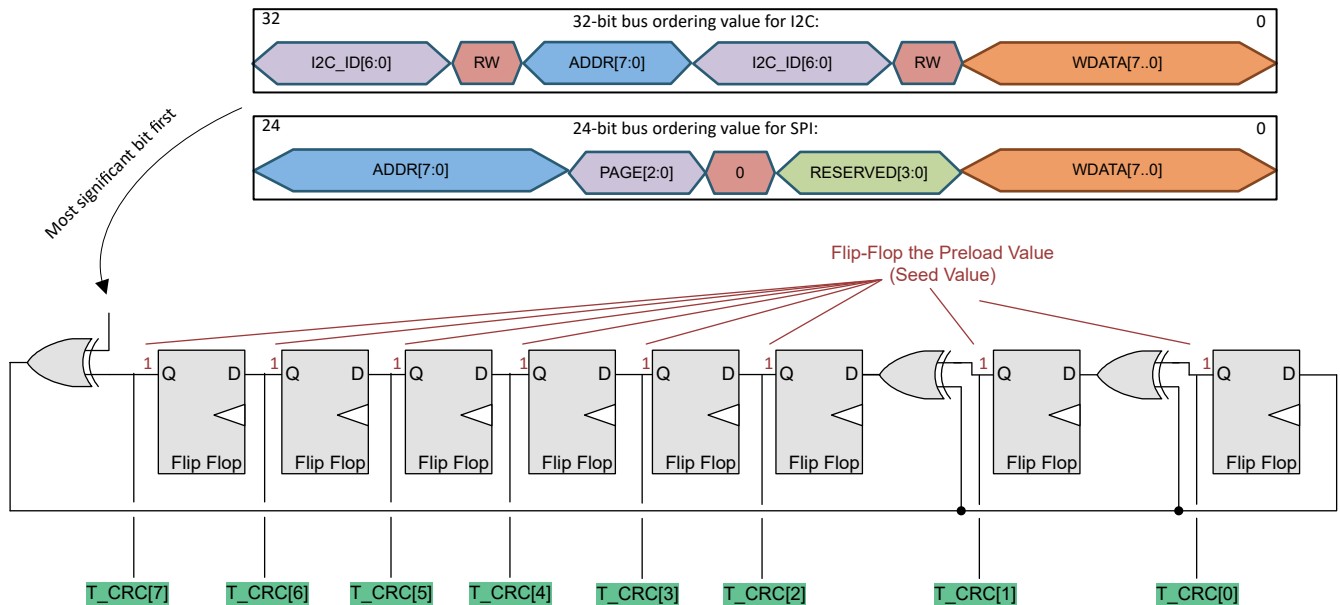 32 32-bit bus ordering value for I2C: 0
I2C_ID[6:0] RW ADDR[7:0] I2C_ID[6:0] RW WDATA[7..0]
24 24-bit bus ordering value for SPI: 0
ADDR[7:0] PAGE[2:0] 0 RESERVED[3:0] WDATA[7..0]
Most significant bit first
Flip-Flop the Preload Value
(Seed Value)
1 1 1 1 1 1 1 1
Q D Q D Q D Q D Q D Q D Q D Q D
Flip Flop Flip Flop Flip Flop Flip Flop Flip Flop Flip Flop Flip Flop Flip Flop
T_CRC[7] T_CRC[6] T_CRC[5] T_CRC[4] T_CRC[3] T_CRC[2] T_CRC[1] T_CRC[0]